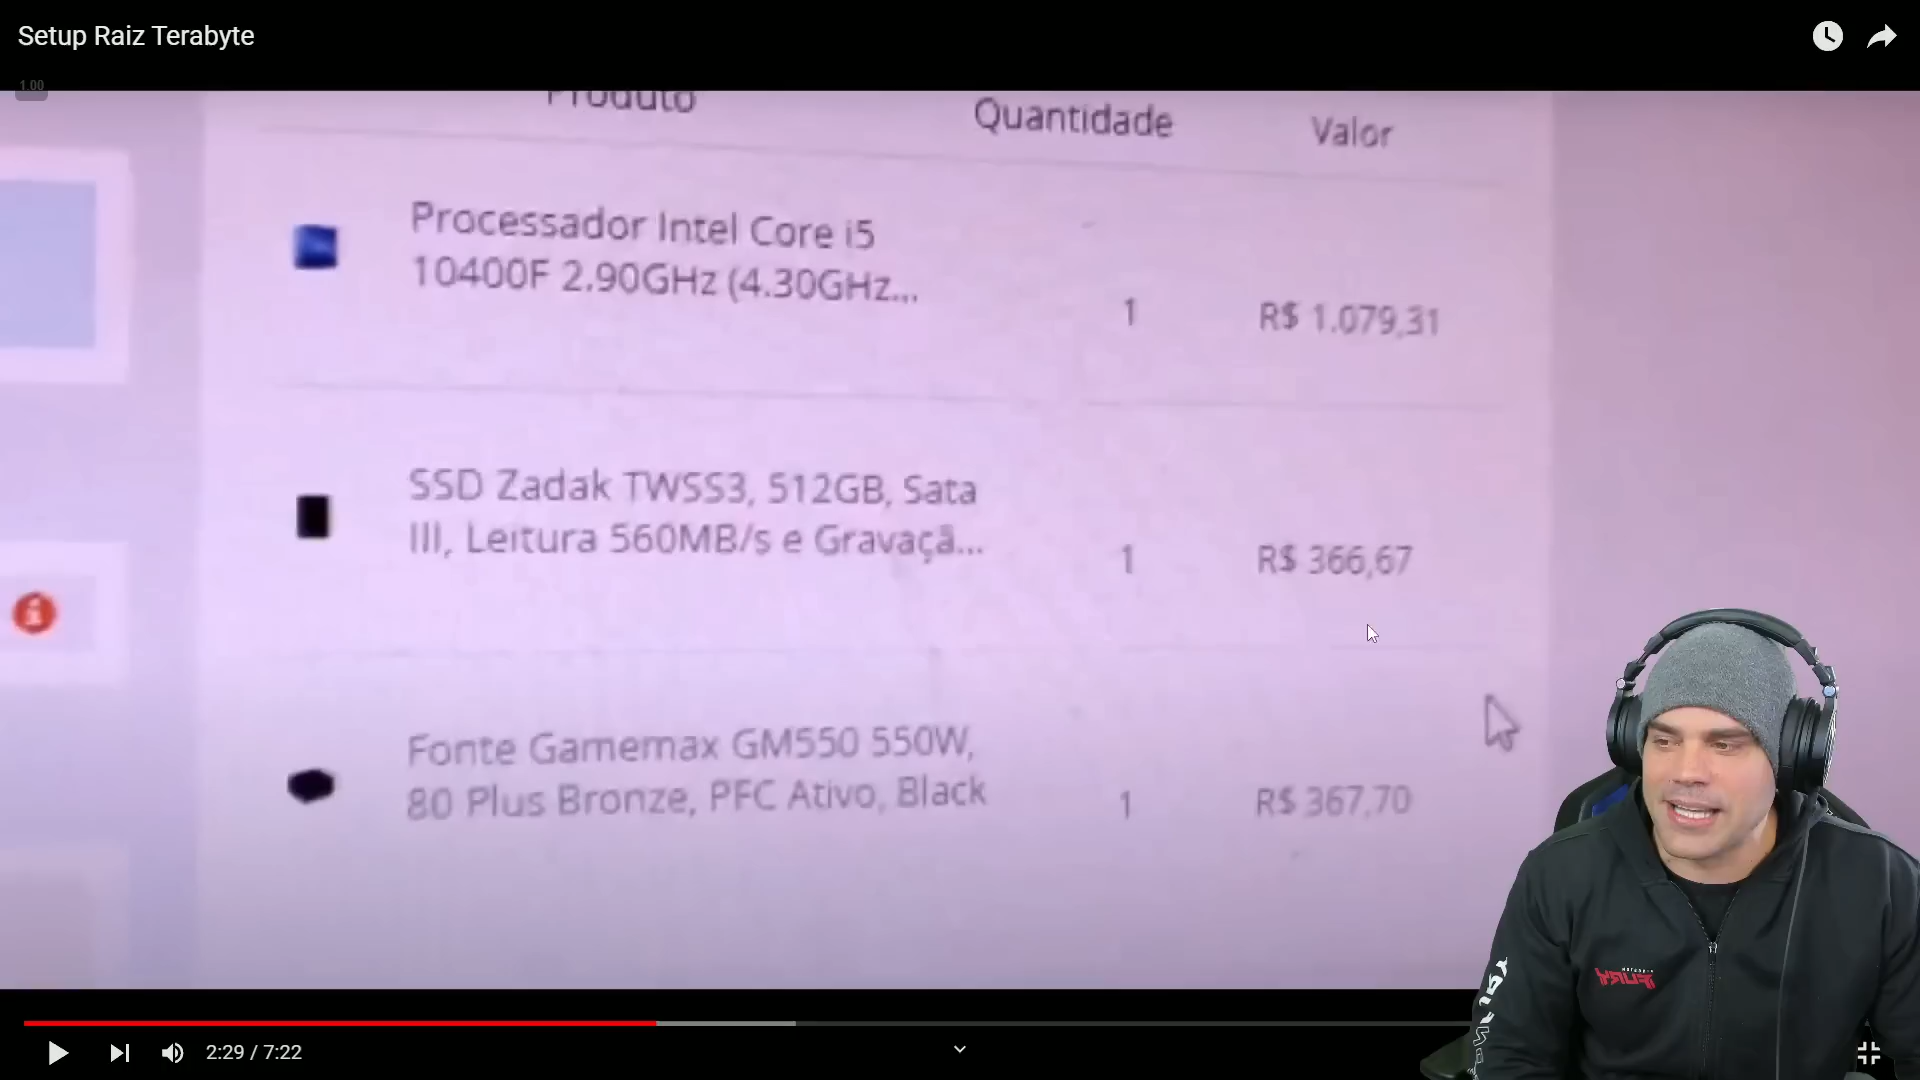 Setup Raiz Terabyte
1.00
Produto
Quantidade
Valor
Processador Intel Core i5
10400F 2.90GHz (4.30GHz...
1
R$ 1.079,31
SSD Zadak TWSS3, 512GB, Sata
III, Leitura 560MB/s e Gravaçã...
1
R$ 366,67
Fonte Gamemax GM550 550W,
80 Plus Bronze, PFC Ativo, Black
1
R$ 367,70
2:29 / 7:22